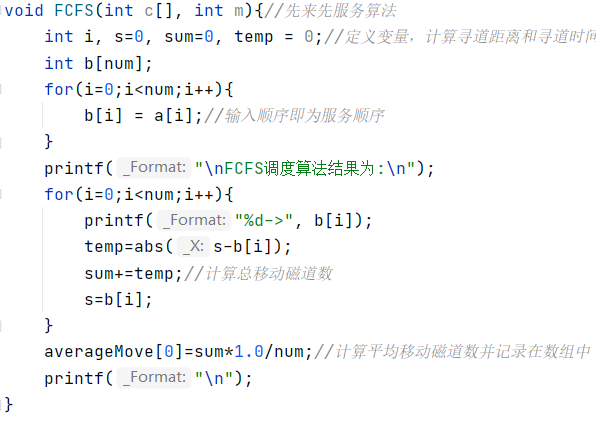 void FCFS(int c[], int m){//先来先服务算法
    int i, s=0, sum=0, temp = 0;//定义变量，计算寻道距离和寻道时间
    int b[num];
    for(i=0;i<num;i++){
        b[i] = a[i];//输入顺序即为服务顺序
    }
    printf( _Format: "\nFCFS调度算法结果为:\n");
    for(i=0;i<num;i++){
        printf( _Format: "%d->", b[i]);
        temp=abs( _X: s-b[i]);
        sum+=temp;//计算总移动磁道数
        s=b[i];
    }
    averageMove[0]=sum*1.0/num;//计算平均移动磁道数并记录在数组中
    printf( _Format: "\n");
}